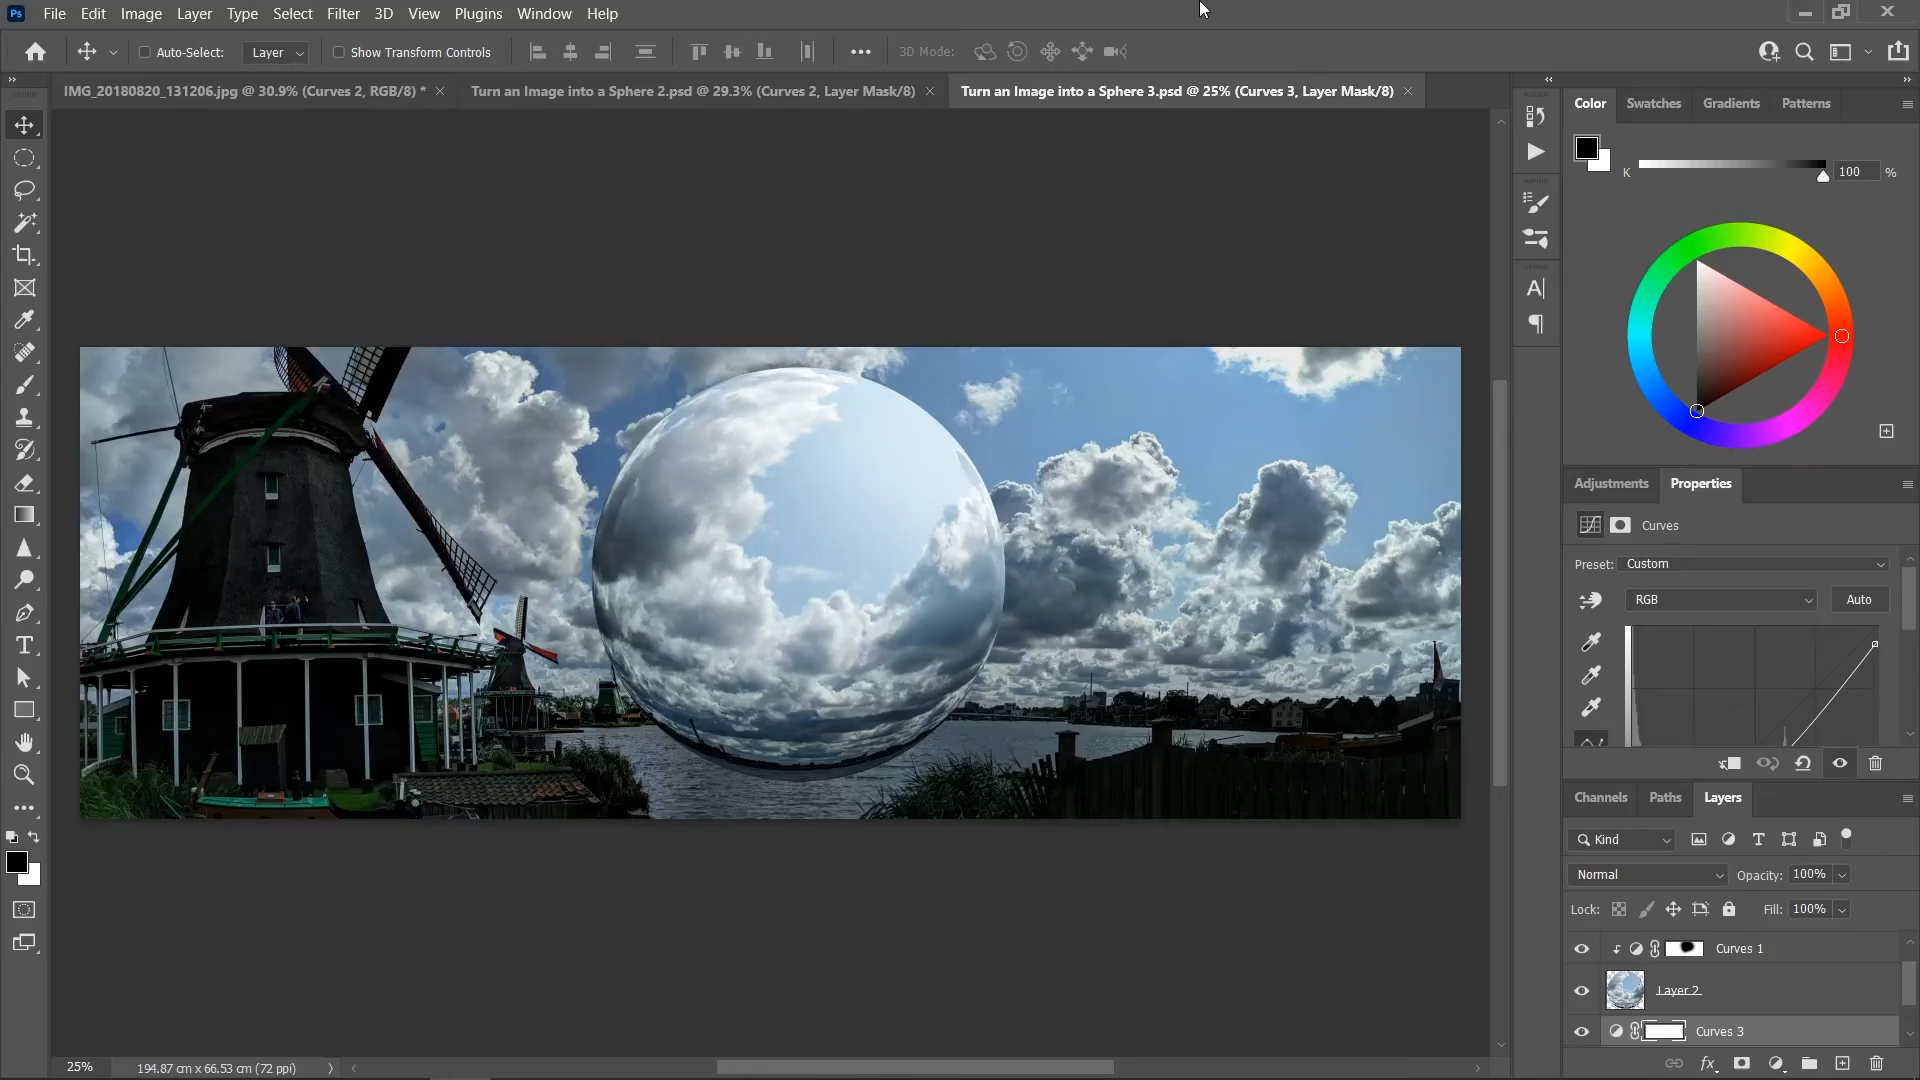 Ps File Edit Image Layer Type Select Filter 3D View Plugins Window Help
Auto-Select: Layer Show Transform Controls 3D Mode:
IMG_20180820_131206.jpg @ 30.9% (Curves 2, RGB/8) * Turn an Image into a Sphere 2.psd @ 29.3% (Curves 2, Layer Mask/8) Turn an Image into a Sphere 3.psd @ 25% (Curves 3, Layer Mask/8)
Color Swatches Gradients Patterns
K 100 %
Adjustments Properties
Curves
Preset: Custom
RGB Auto
Channels Paths Layers
Kind
Normal Opacity: 100%
Lock: Fill: 100%
Curves 1
Layer 2
Curves 3
fx
25% 194.87 cm x 66.53 cm (72 ppi)